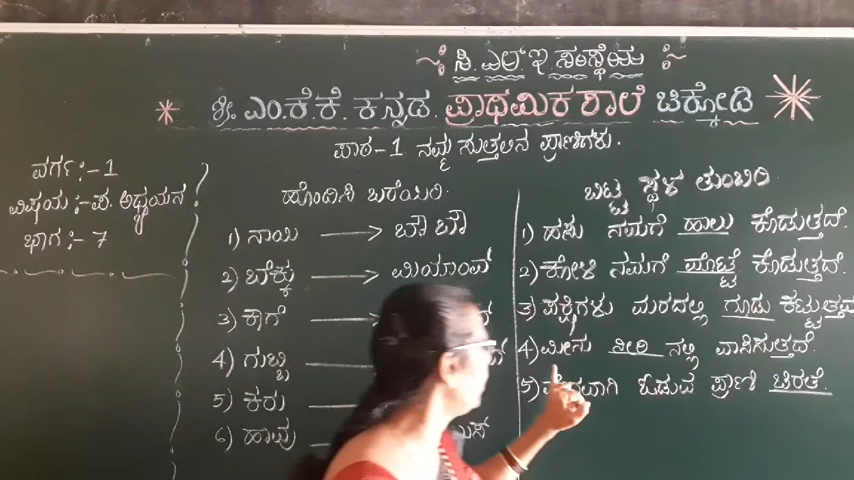 ಸಿ. ಎಲ್ ಇ ಸಂಸ್ಥೆಯ
ಶ್ರೀ. ಎಂ.ಕೆ.ಕೆ. ಕನ್ನಡ. ಪ್ರಾಥಮಿಕ ಶಾಲೆ ಚಿಕ್ಕೋಡಿ
ಪಾಠ-1 ನಮ್ಮ ಸುತ್ತಲಿನ ಪ್ರಾಣಿಗಳು.
ವರ್ಗ:-1
ವಿಷಯ:-ಪ. ಅಧ್ಯಯನ
ಭಾಗ:- 7
ಹೊಂದಿಸಿ ಬರೆಯಿರಿ.
1) ನಾಯಿ → ಬೌ ಬೌ
2) ಬೆಕ್ಕು → ಮಿಯಾಂವ್
3) ಕಾಗೆ
4) ಗುಬ್ಬಿ
5) ಕರು
6) ಹಾವು
ಬಿಟ್ಟ ಸ್ಥಳ ತುಂಬಿರಿ
1) ಹಸು ನಮಗೆ ಹಾಲು ಕೊಡುತ್ತದೆ.
2) ಕೋಳಿ ನಮಗೆ ಮೊಟ್ಟೆ ಕೊಡುತ್ತದೆ.
3) ಪಕ್ಷಿಗಳು ಮರದಲ್ಲಿ ಗೂಡು ಕಟ್ಟುತ್ತವ
4) ಮೀನು ನೀರಿ ನಲ್ಲಿ ವಾಸಿಸುತ್ತದೆ.
5) ಓಡುವ ಪ್ರಾಣಿ ಚಿರತೆ.